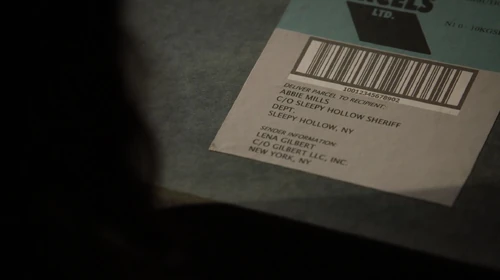 LTD.
10012345678902
DELIVER PARCEL TO RECIPIENT:
ABBIE MILLS
C/O SLEEPY HOLLOW SHERIFF
DEPT.
SLEEPY HOLLOW, NY
SENDER INFORMATION
LENA GILBERT
C/O GILBERT LLC, INC
NEW YORK, NY